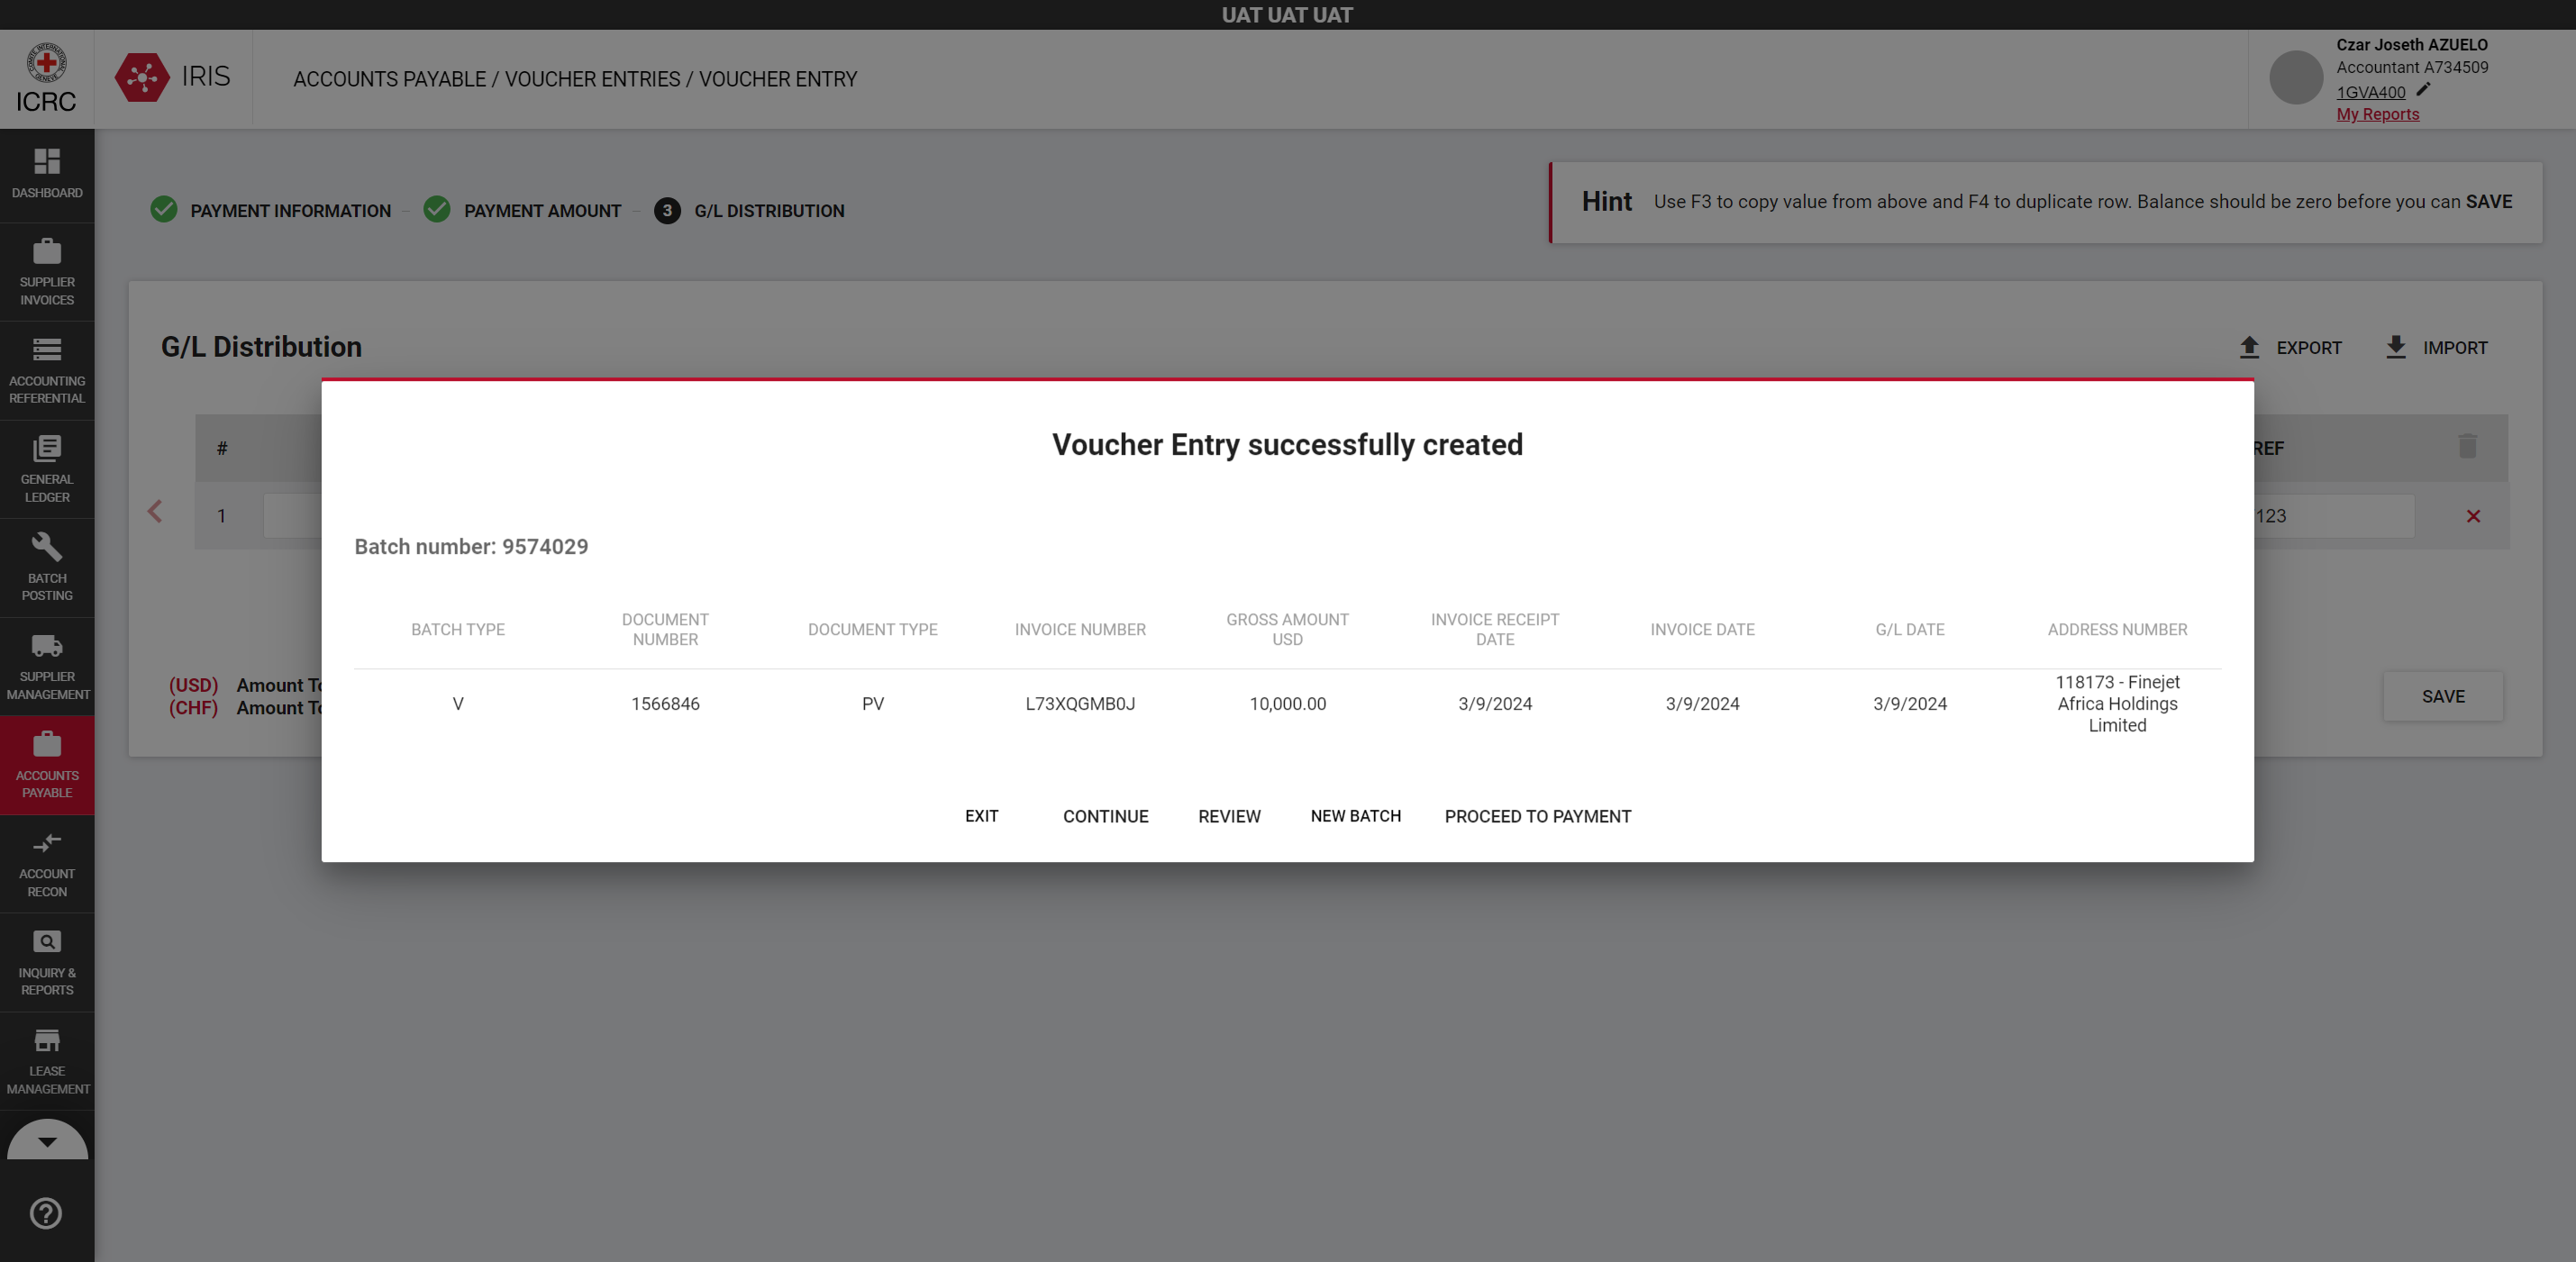 UAT UAT UAT
ICRC
IRIS
ACCOUNTS PAYABLE / VOUCHER ENTRIES / VOUCHER ENTRY
Czar Joseth AZUELO
Accountant A734509
1GVA400
My Reports
DASHBOARD
SUPPLIER
INVOICES
ACCOUNTING
REFERENTIAL
GENERAL
LEDGER
BATCH
POSTING
SUPPLIER
MANAGEMENT
ACCOUNTS
PAYABLE
ACCOUNT
RECON
INQUIRY &
REPORTS
LEASE
MANAGEMENT
PAYMENT INFORMATION
PAYMENT AMOUNT
3 G/L DISTRIBUTION
Hint Use F3 to copy value from above and F4 to duplicate row. Balance should be zero before you can SAVE
G/L Distribution
EXPORT
IMPORT
#
REF
1
123
(USD) Amount
(CHF) Amount
SAVE
Voucher Entry successfully created
Batch number: 9574029
BATCH TYPE
DOCUMENT
NUMBER
DOCUMENT TYPE
INVOICE NUMBER
GROSS AMOUNT
USD
INVOICE RECEIPT
DATE
INVOICE DATE
G/L DATE
ADDRESS NUMBER
V
1566846
PV
L73XQGMB0J
10,000.00
3/9/2024
3/9/2024
3/9/2024
118173 - Finejet
Africa Holdings
Limited
EXIT
CONTINUE
REVIEW
NEW BATCH
PROCEED TO PAYMENT